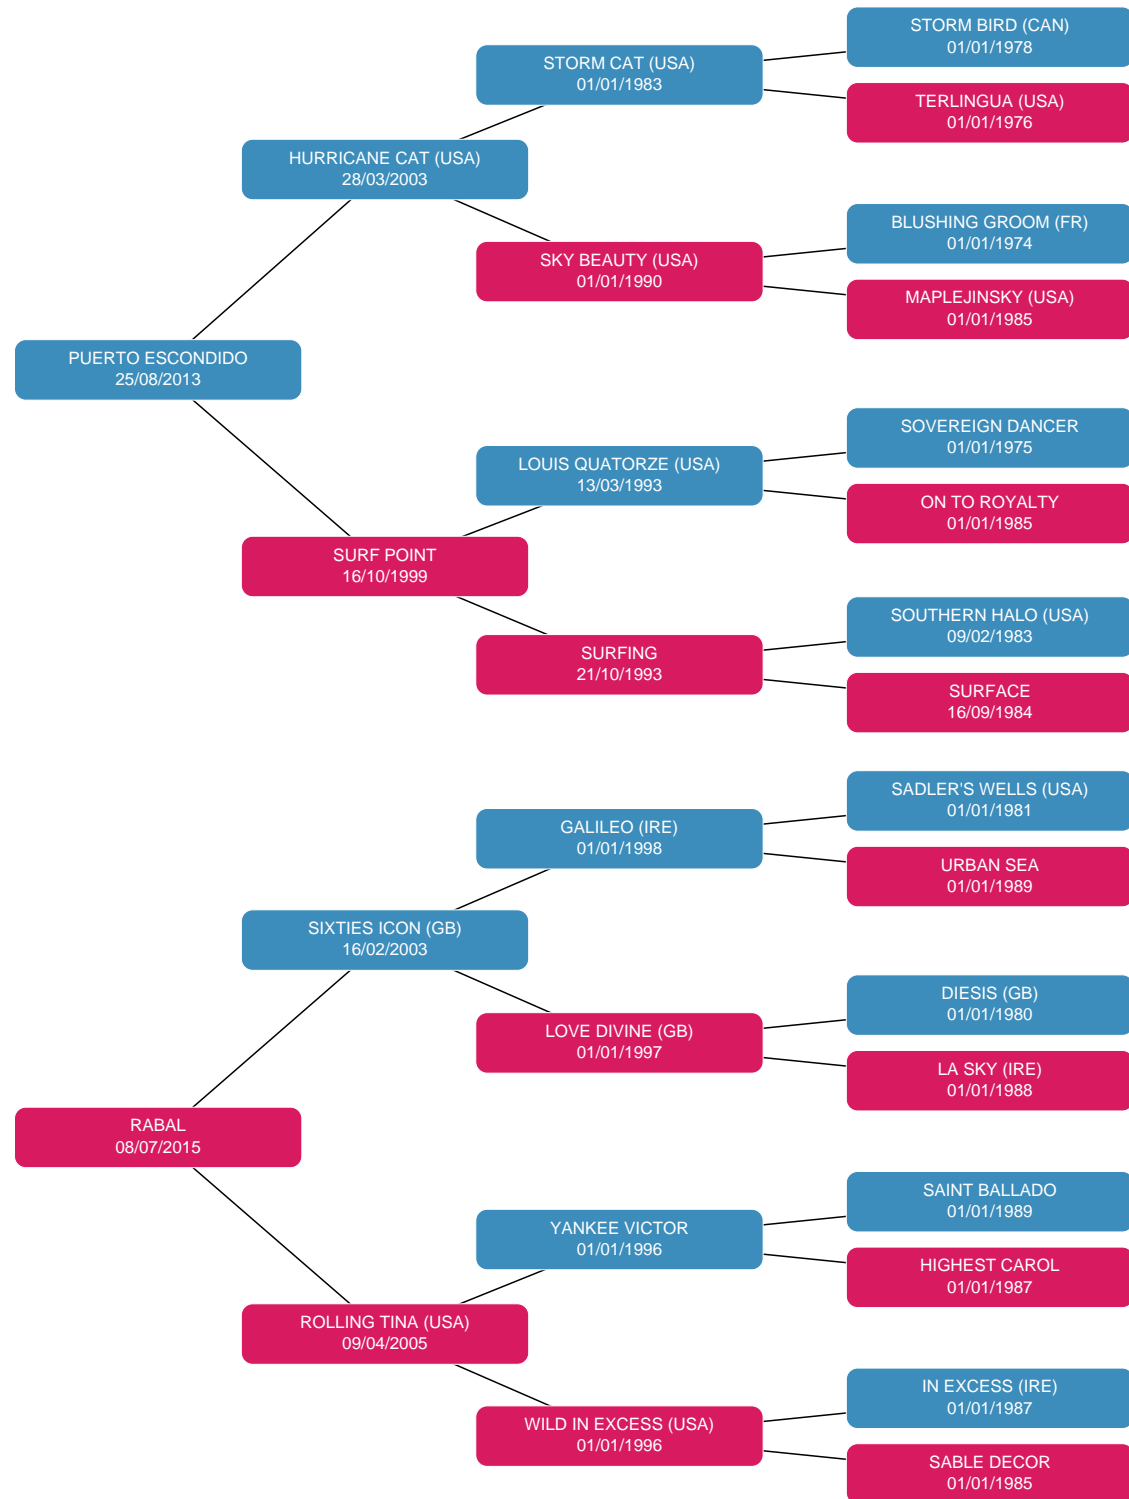 STORM BIRD (CAN)
01/01/1978
STORM CAT (USA)
01/01/1983
TERLINGUA (USA)
01/01/1976
HURRICANE CAT (USA)
28/03/2003
BLUSHING GROOM (FR)
01/01/1974
SKY BEAUTY (USA)
01/01/1990
MAPLEJINSKY (USA)
01/01/1985
PUERTO ESCONDIDO
25/08/2013
SOVEREIGN DANCER
01/01/1975
LOUIS QUATORZE (USA)
13/03/1993
ON TO ROYALTY
01/01/1985
SURF POINT
16/10/1999
SOUTHERN HALO (USA)
09/02/1983
SURFING
21/10/1993
SURFACE
16/09/1984
SADLER'S WELLS (USA)
01/01/1981
GALILEO (IRE)
01/01/1998
URBAN SEA
01/01/1989
SIXTIES ICON (GB)
16/02/2003
DIESIS (GB)
01/01/1980
LOVE DIVINE (GB)
01/01/1997
LA SKY (IRE)
01/01/1988
RABAL
08/07/2015
SAINT BALLADO
01/01/1989
YANKEE VICTOR
01/01/1996
HIGHEST CAROL
01/01/1987
ROLLING TINA (USA)
09/04/2005
IN EXCESS (IRE)
01/01/1987
WILD IN EXCESS (USA)
01/01/1996
SABLE DECOR
01/01/1985